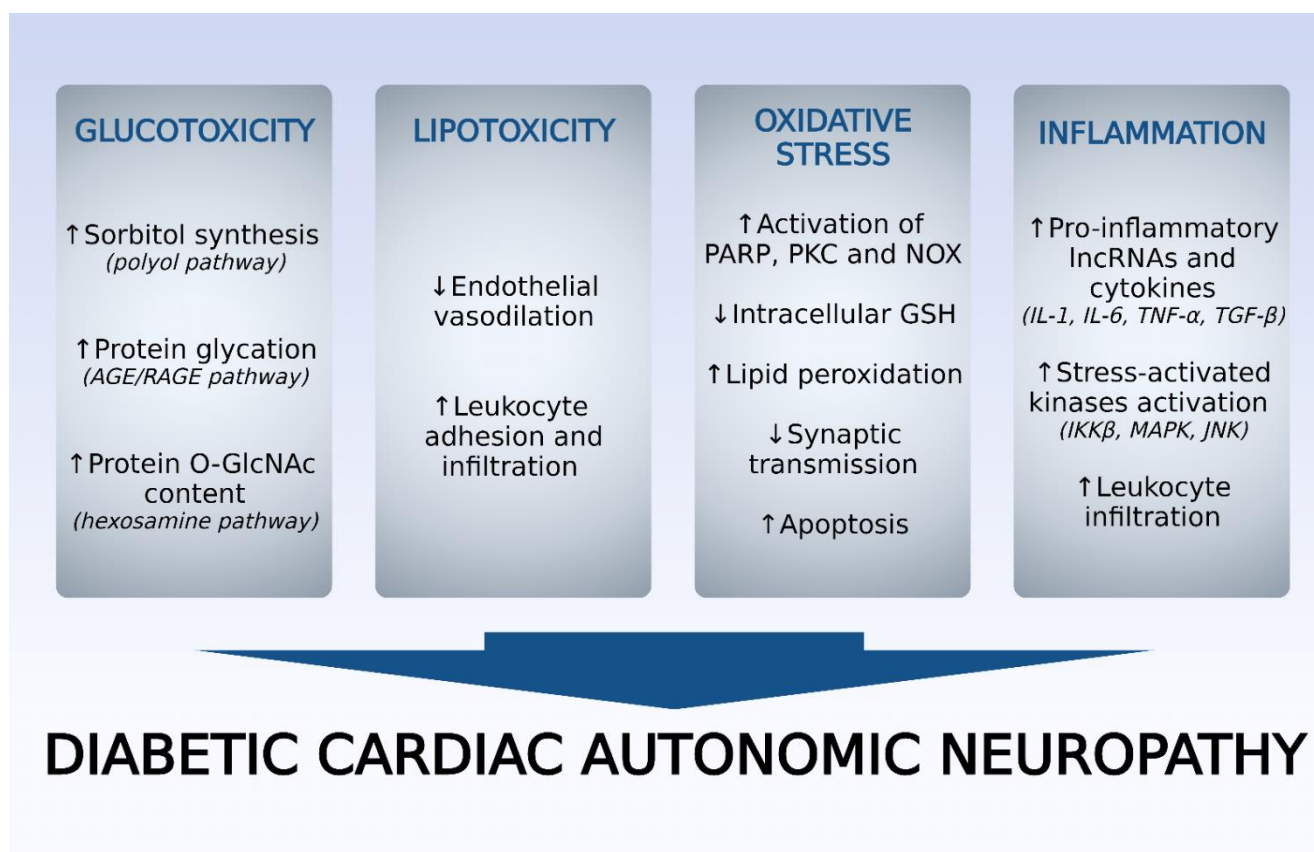 GLUCOTOXICITY
↑Sorbitol synthesis
(polyol pathway)
↑Protein glycation
(AGE/RAGE pathway)
↑Protein O-GlcNAc
content
(hexosamine pathway)
LIPOTOXICITY
↓Endothelial
vasodilation
↑Leukocyte
adhesion and
infiltration
OXIDATIVE
STRESS
↑Activation of
PARP, PKC and NOX
↓Intracellular GSH
↑Lipid peroxidation
↓Synaptic
transmission
↑Apoptosis
INFLAMMATION
↑Pro-inflammatory
lncRNAs and
cytokines
(IL-1, IL-6, TNF-α, TGF-β)
↑Stress-activated
kinases activation
(IKKβ, MAPK, JNK)
↑Leukocyte
infiltration
DIABETIC CARDIAC AUTONOMIC NEUROPATHY